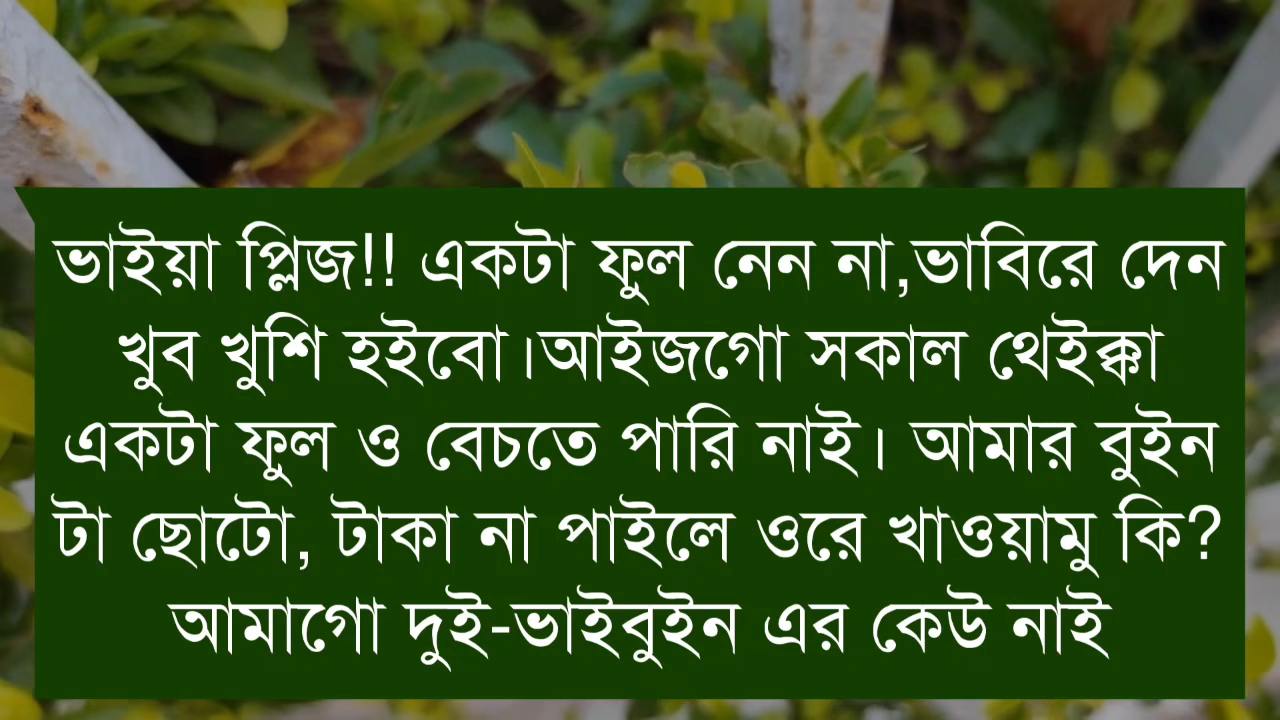 ভাইয়া প্লিজ!! একটা ফুল নেন না,ভাবিরে দেন
খুব খুশি হইবো।আইজগো সকাল থেইক্কা
একটা ফুল ও বেচতে পারি নাই। আমার বুইন
টা ছোটো, টাকা না পাইলে ওরে খাওয়ামু কি?
আমাগো দুই-ভাইবুইন এর কেউ নাই